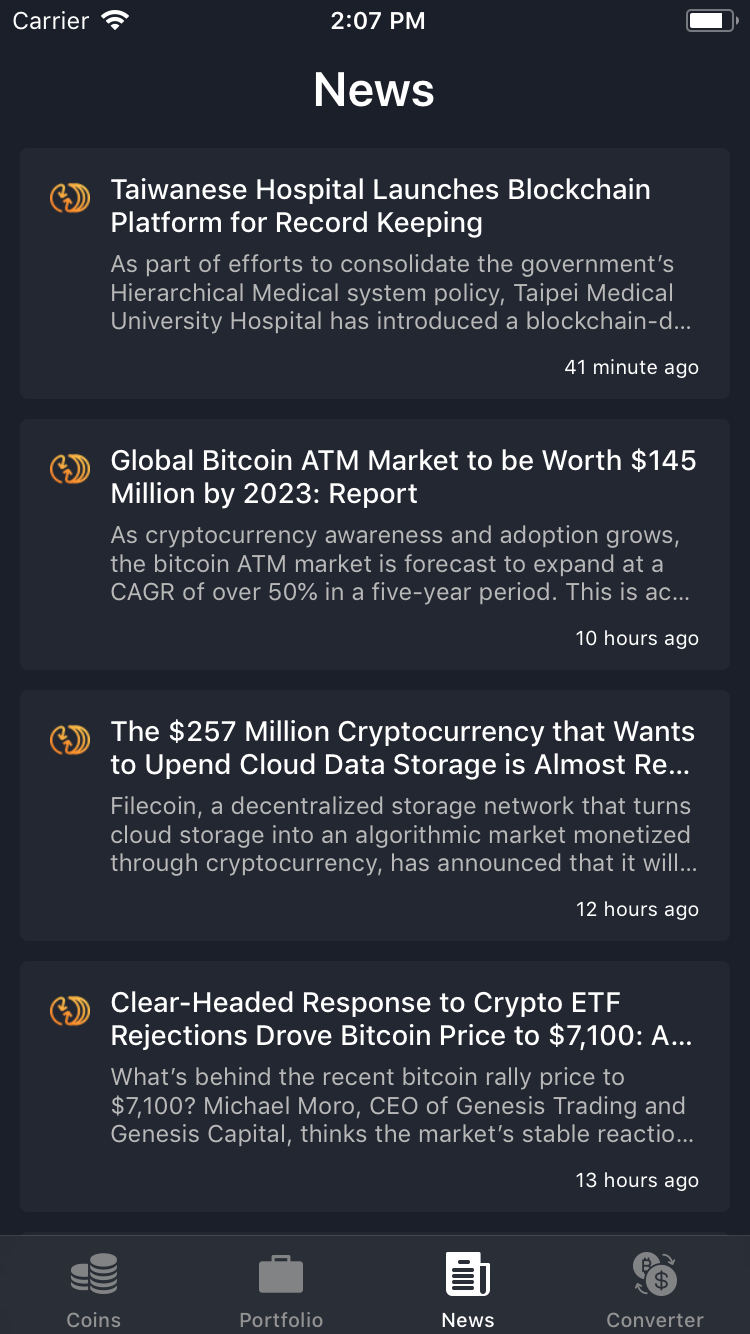 Carrier 2:07 PM
News
Taiwanese Hospital Launches Blockchain
Platform for Record Keeping
As part of efforts to consolidate the government’s
Hierarchical Medical system policy, Taipei Medical
University Hospital has introduced a blockchain-d...
41 minute ago
Global Bitcoin ATM Market to be Worth $145
Million by 2023: Report
As cryptocurrency awareness and adoption grows,
the bitcoin ATM market is forecast to expand at a
CAGR of over 50% in a five-year period. This is ac...
10 hours ago
The $257 Million Cryptocurrency that Wants
to Upend Cloud Data Storage is Almost Re...
Filecoin, a decentralized storage network that turns
cloud storage into an algorithmic market monetized
through cryptocurrency, has announced that it will...
12 hours ago
Clear-Headed Response to Crypto ETF
Rejections Drove Bitcoin Price to $7,100: A...
What’s behind the recent bitcoin rally price to
$7,100? Michael Moro, CEO of Genesis Trading and
Genesis Capital, thinks the market’s stable reactio...
13 hours ago
Coins Portfolio News Converter